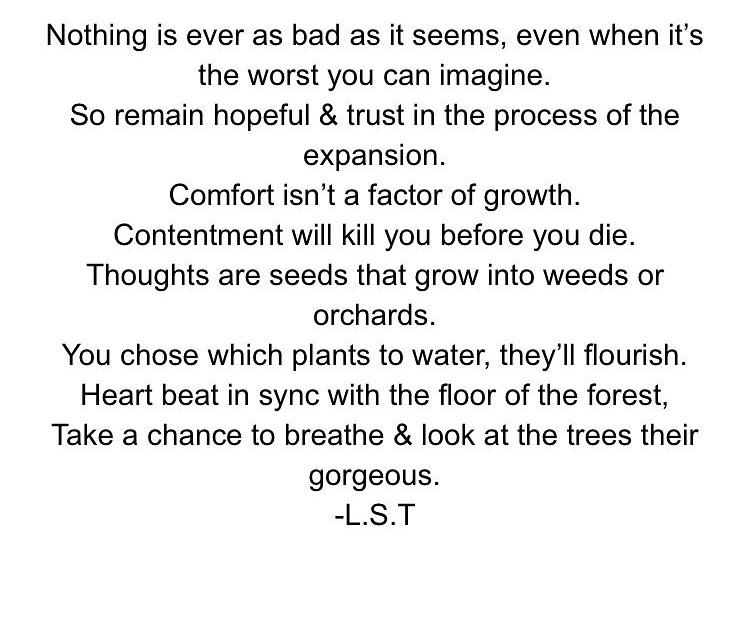 Nothing is ever as bad as it seems, even when it’s
the worst you can imagine.
So remain hopeful & trust in the process of the
expansion.
Comfort isn’t a factor of growth.
Contentment will kill you before you die.
Thoughts are seeds that grow into weeds or
orchards.
You chose which plants to water, they’ll flourish.
Heart beat in sync with the floor of the forest,
Take a chance to breathe & look at the trees their
gorgeous.
-L.S.T